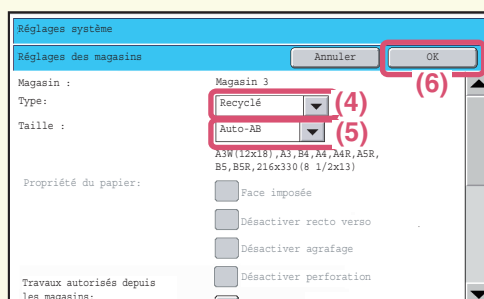 Réglages système
Réglages des magasins
Annuler
OK
(6)
Magasin :
Magasin 3
Type:
Recyclé
(4)
Taille :
Auto-AB
(5)
A3W(12x18),A3,B4,A4,A4R,A5R,
B5,B5R,216x330(8 1/2x13)
Propriété du papier:
Face imposée
Désactiver recto verso
Désactiver agrafage
Désactiver perforation
Travaux autorisés depuis
les magasins: